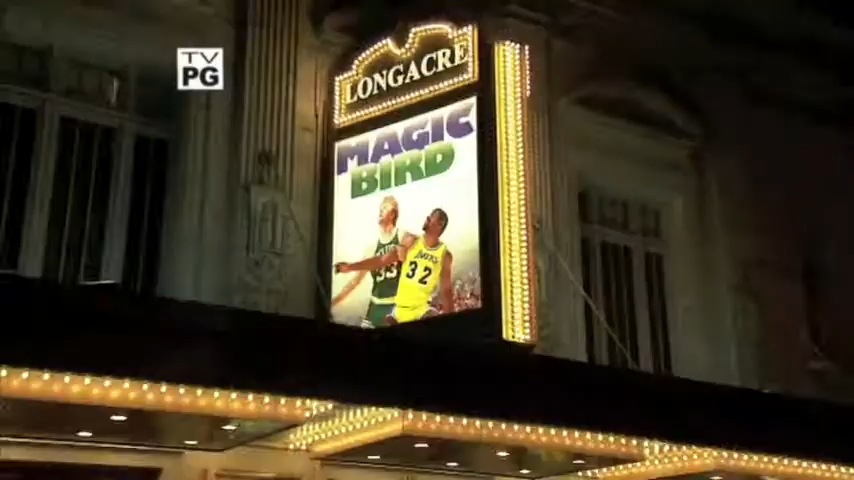 TV
PG
LONGACRE
MAGIC
BIRD
33
LAKERS
32